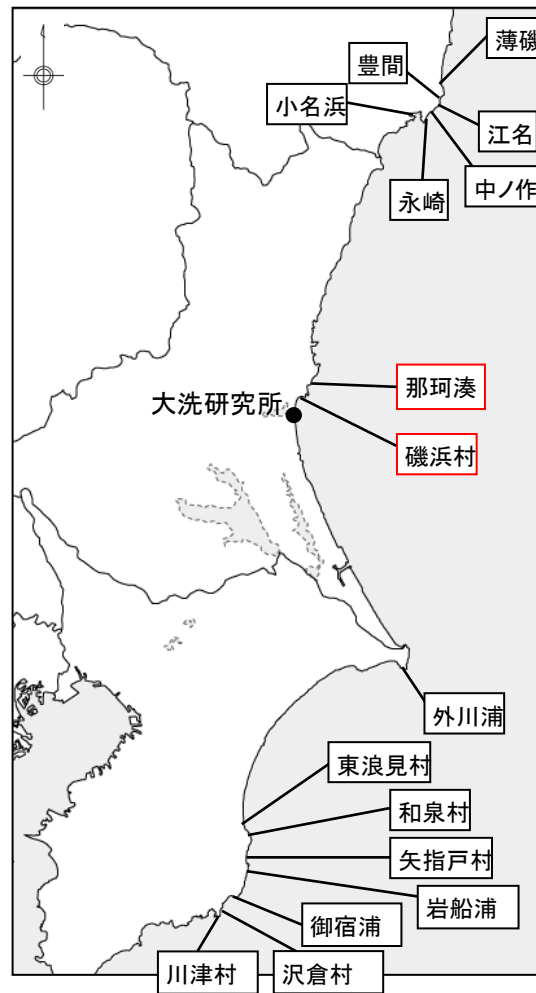 薄磯
豊間
小名浜
江名
中ノ作
永崎
那珂湊
大洗研究所
磯浜村
外川浦
東浪見村
和泉村
矢指戸村
岩船浦
御宿浦
川津村
沢倉村